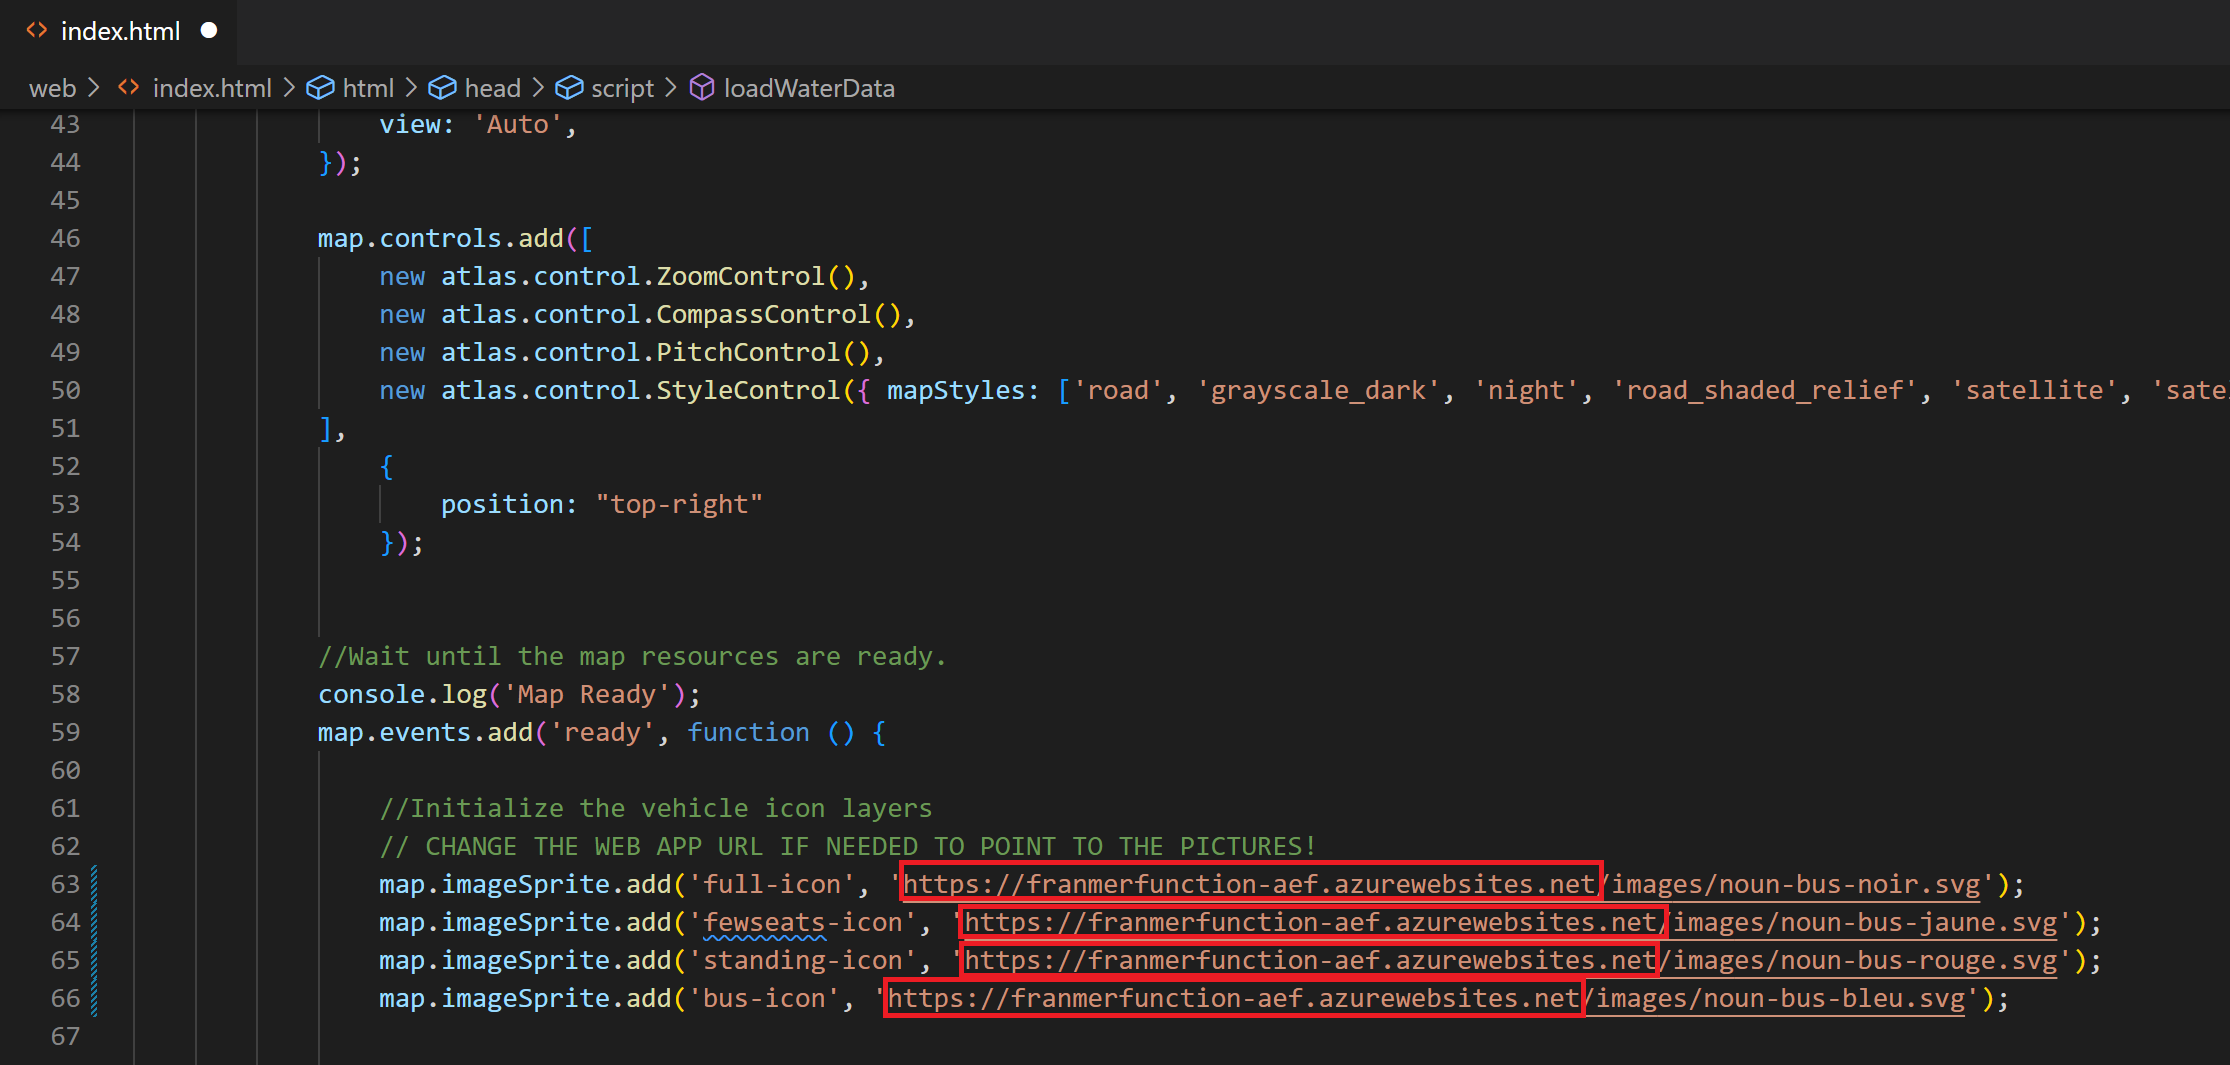 index.html
web > index.html > html > head > script > loadWaterData
43 view: 'Auto',
44 });
45
46 map.controls.add([
47 new atlas.control.ZoomControl(),
48 new atlas.control.CompassControl(),
49 new atlas.control.PitchControl(),
50 new atlas.control.StyleControl({ mapStyles: ['road', 'grayscale_dark', 'night', 'road_shaded_relief', 'satellite', 'sate
51 ],
52 {
53 position: "top-right"
54 });
55
56
57 //Wait until the map resources are ready.
58 console.log('Map Ready');
59 map.events.add('ready', function () {
60
61 //Initialize the vehicle icon layers
62 // CHANGE THE WEB APP URL IF NEEDED TO POINT TO THE PICTURES!
63 map.imageSprite.add('full-icon', 'https://franmerfunction-aef.azurewebsites.net/images/noun-bus-noir.svg');
64 map.imageSprite.add('fewseats-icon', 'https://franmerfunction-aef.azurewebsites.net/images/noun-bus-jaune.svg');
65 map.imageSprite.add('standing-icon', 'https://franmerfunction-aef.azurewebsites.net/images/noun-bus-rouge.svg');
66 map.imageSprite.add('bus-icon', 'https://franmerfunction-aef.azurewebsites.net/images/noun-bus-bleu.svg');
67